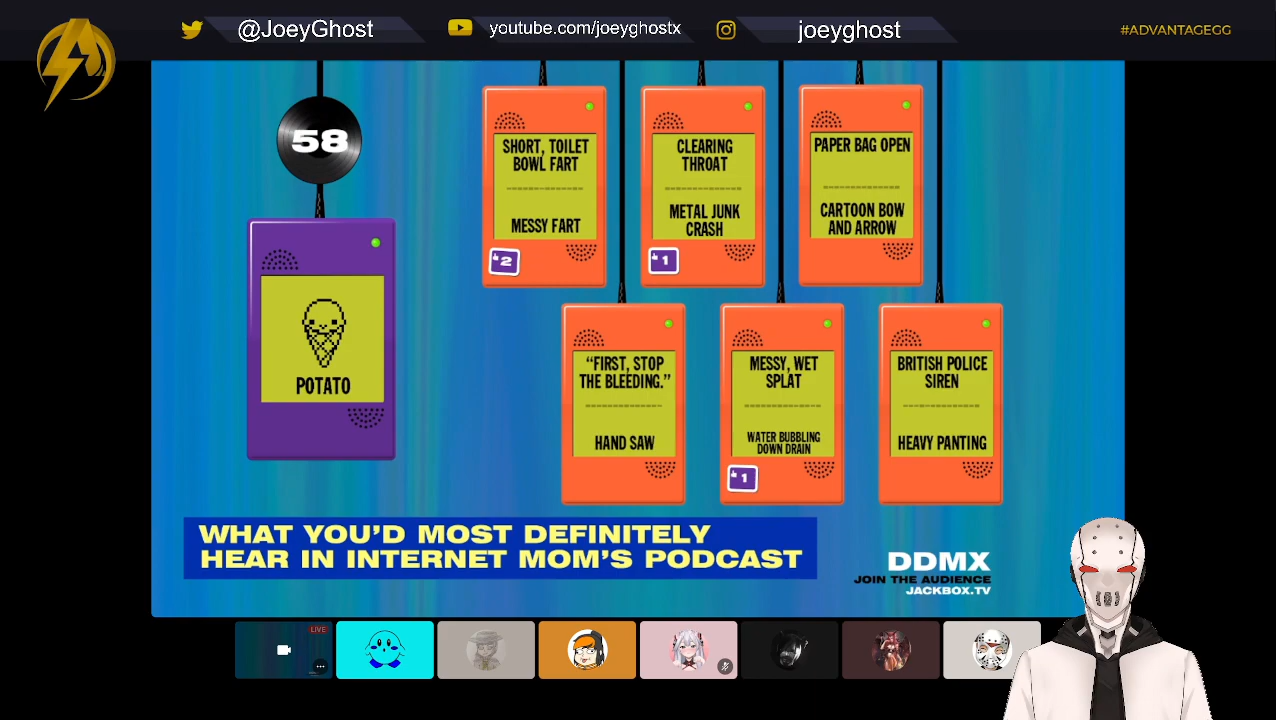 @JoeyGhost
youtube.com/joeyghostx
joeyghost
#ADVANTAGEGG
58
POTATO
SHORT, TOILET
BOWL FART
MESSY FART
2
CLEARING
THROAT
METAL JUNK
CRASH
1
PAPER BAG OPEN
CARTOON BOW
AND ARROW
“FIRST, STOP
THE BLEEDING.”
HAND SAW
MESSY, WET
SPLAT
WATER BUBBLING
DOWN DRAIN
1
BRITISH POLICE
SIREN
HEAVY PANTING
WHAT YOU'D MOST DEFINITELY
HEAR IN INTERNET MOM'S PODCAST
DDMX
JOIN THE AUDIENCE
JACKBOX.TV
LIVE